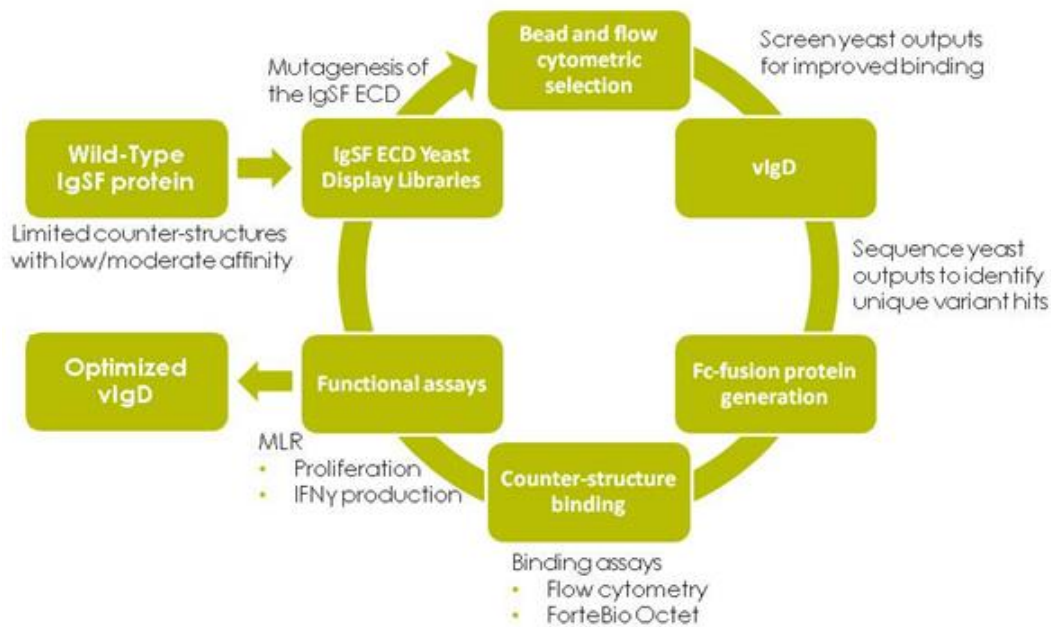 Bead and flow
cytometric
selection
Screen yeast outputs
for improved binding
Mutagenesis of
the IgSF ECD
Wild-Type
IgSF protein
IgSF ECD Yeast
Display Libraries
vIgD
Limited counter-structures
with low/moderate affinity
Sequence yeast
outputs to identify
unique variant hits
Optimized
vIgD
Functional assays
Fc-fusion protein
generation
MLR
• Proliferation
• IFNγ production
Counter-structure
binding
Binding assays
• Flow cytometry
• ForteBio Octet